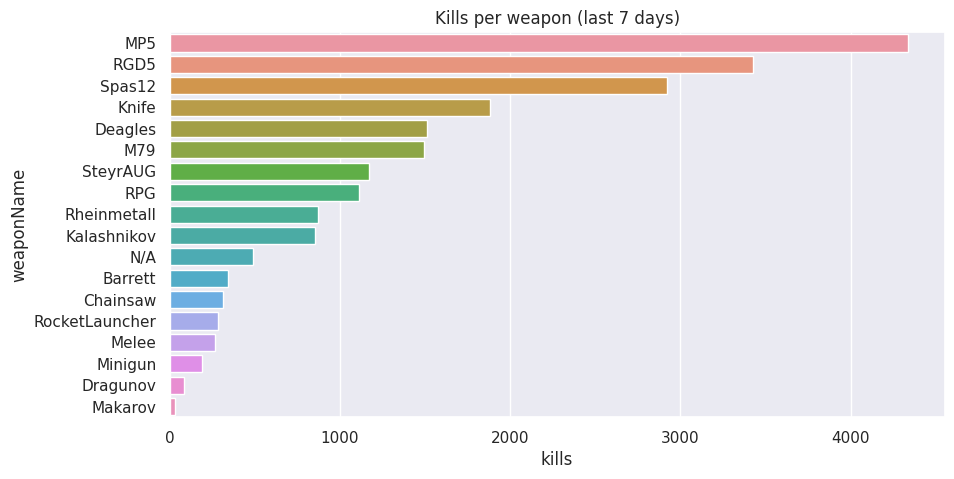 Kills per weapon (last 7 days)
weaponName
MP5
RGD5
Spas12
Knife
Deagles
M79
SteyrAUG
RPG
Rheinmetall
Kalashnikov
N/A
Barrett
Chainsaw
RocketLauncher
Melee
Minigun
Dragunov
Makarov
0 1000 2000 3000 4000
kills